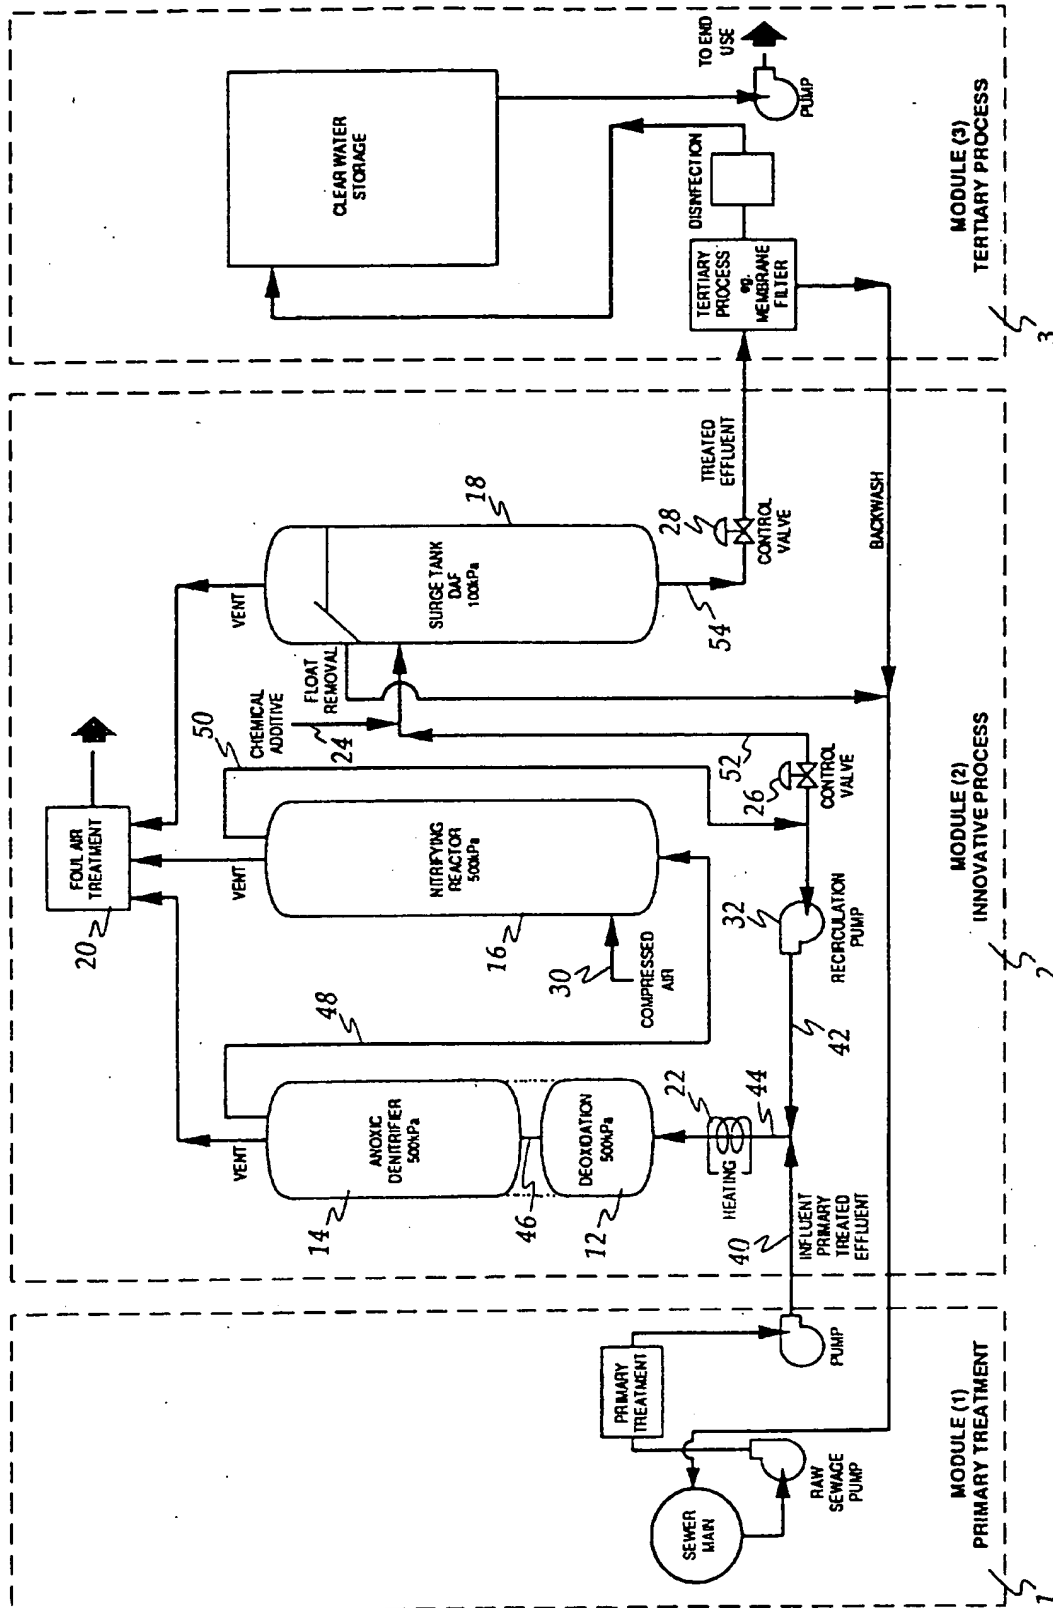 SEWER
MAIN
RAW
SEWAGE
PUMP
PRIMARY
TREATMENT
PUMP
MODULE (1)
PRIMARY TREATMENT
1
FOUL AIR
TREATMENT
20
VENT
VENT
VENT
ANOXIC
DENITRIFIER
500kPa
14
48
46
DEOXIDATION
500kPa
12
HEATING
22
44
40
INFLUENT
PRIMARY
TREATED
EFFLUENT
42
NITRIFYING
REACTOR
500kPa
16
30
COMPRESSED
AIR
32
RECIRCULATION
PUMP
50
CHEMICAL
ADDITIVE
24
FLOAT
REMOVAL
52
26
CONTROL
VALVE
SURGE TANK
DAF
100kPa
18
54
28
CONTROL
VALVE
TREATED
EFFLUENT
BACKWASH
MODULE (2)
INNOVATIVE PROCESS
2
CLEAR WATER
STORAGE
TERTIARY
PROCESS
eg.
MEMBRANE
FILTER
DISINFECTION
PUMP
TO END
USE
MODULE (3)
TERTIARY PROCESS
3